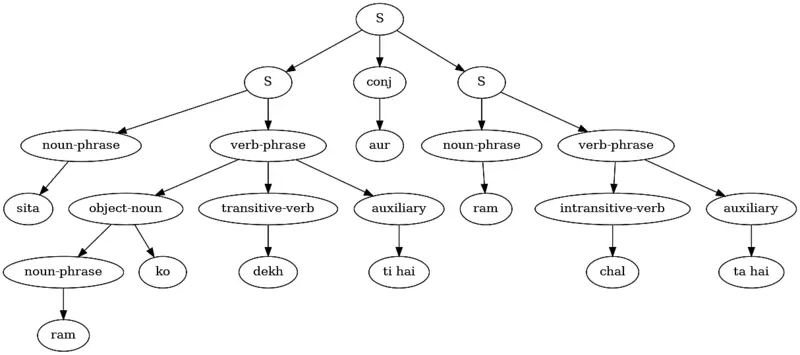 S
S conj S
noun-phrase verb-phrase aur noun-phrase verb-phrase
sita object-noun transitive-verb auxiliary ram intransitive-verb auxiliary
noun-phrase ko dekh ti hai chal ta hai
ram